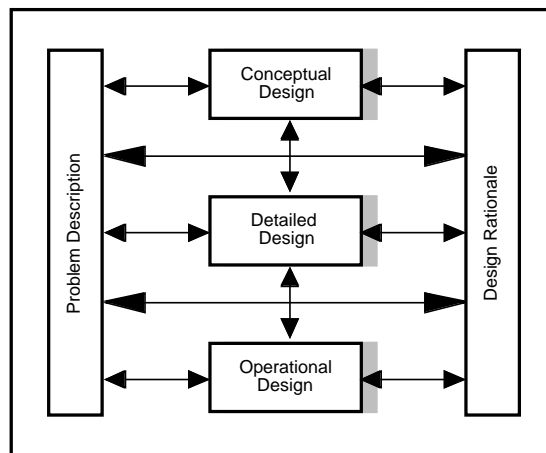 Problem Description
Conceptual
Design
Detailed
Design
Operational
Design
Design Rationale